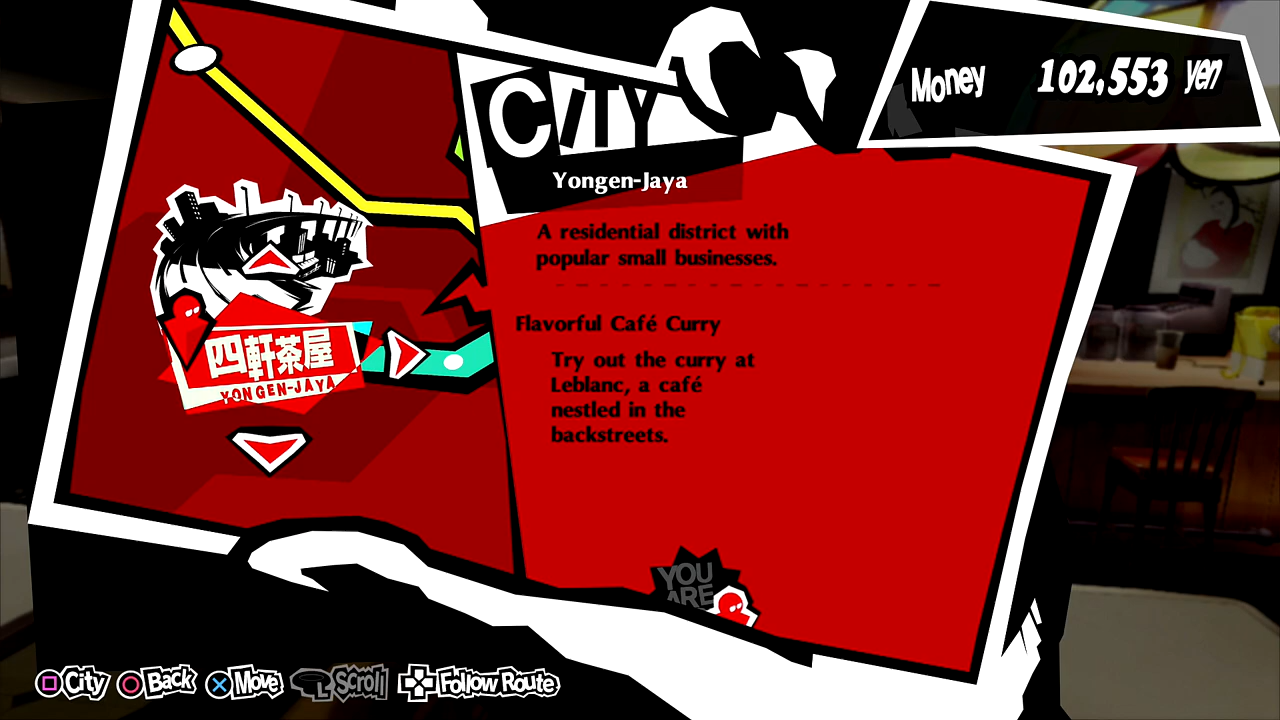 CITY
Money 102,553 yen
Yongen-Jaya
A residential district with
popular small businesses.
Flavorful Café Curry
Try out the curry at
Leblanc, a café
nestled in the
backstreets.
四軒茶屋
YONGEN-JAYA
YOU
ARE
City Back Move L Scroll Follow Route